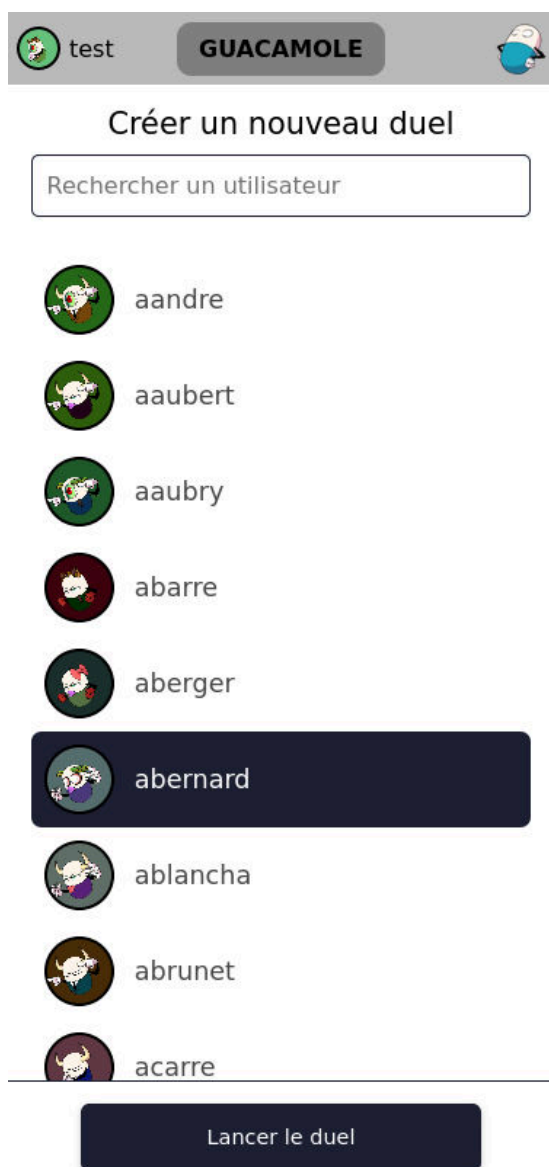 test
GUACAMOLE
Créer un nouveau duel
Rechercher un utilisateur
aandre
aaubert
aaubry
abarre
aberger
abernard
ablancha
abrunet
acarre
Lancer le duel